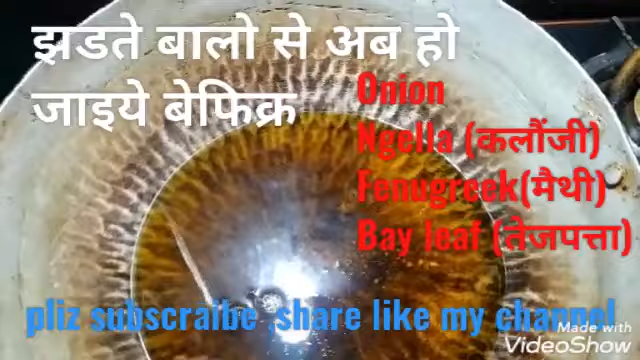 झडते बालो से अब हो
जाइये बेफिक्र
Onion
Ngella (कलौंजी)
Fenugreek(मैथी)
Bay leaf (तेजपत्ता)
pliz subscraibe ,share like my channel
Made with
VideoShow